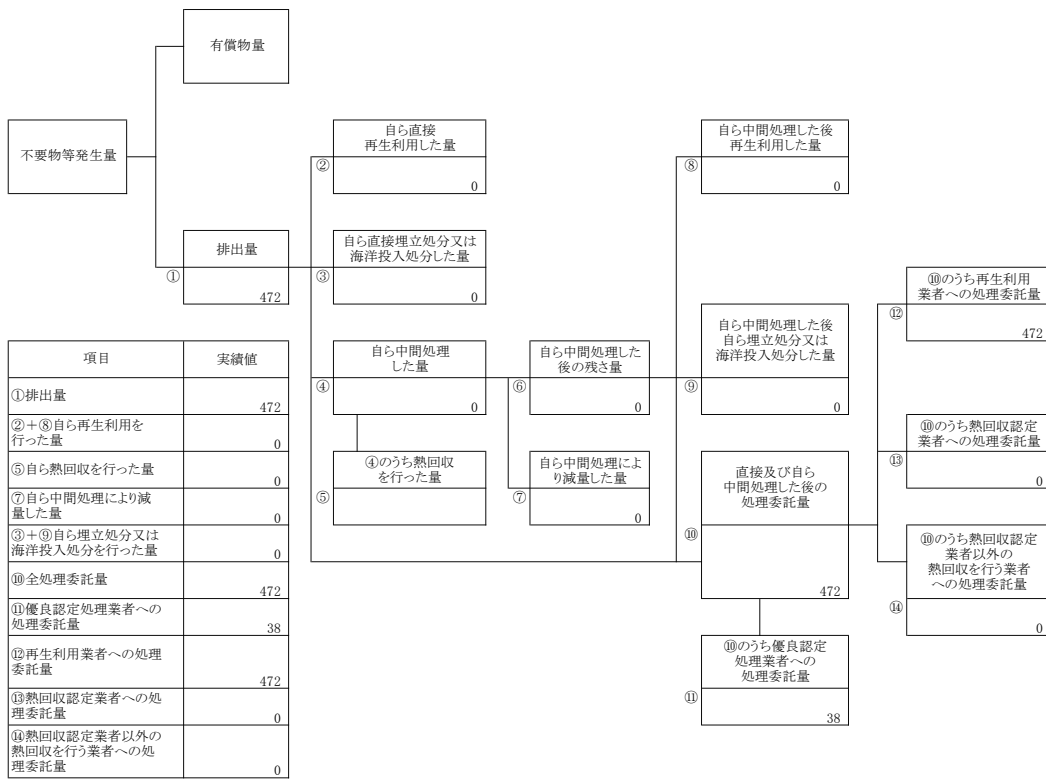 有償物量
不要物等発生量
自ら直接
再生利用した量
②
0
自ら中間処理した後
再生利用した量
⑧
0
排出量
①
472
自ら直接埋立処分又は
海洋投入処分した量
③
0
⑩のうち再生利用
業者への処理委託量
⑫
472
自ら中間処理
した量
④
0
自ら中間処理した
後の残さ量
⑥
0
自ら中間処理した後
自ら埋立処分又は
海洋投入処分した量
⑨
0
⑩のうち熱回収認定
業者への処理委託量
⑬
0
④のうち熱回収
を行った量
⑤
自ら中間処理によ
り減量した量
⑦
0
直接及び自ら
中間処理した後の
処理委託量
⑩
472
⑩のうち熱回収認定
業者以外の
熱回収を行う業者
への処理委託量
⑭
0
⑩のうち優良認定
処理業者への
処理委託量
⑪
38
項目 実績値
①排出量
472
②+⑧自ら再生利用を
行った量
0
⑤自ら熱回収を行った量
0
⑦自ら中間処理により減
量した量
0
③+⑨自ら埋立処分又は
海洋投入処分を行った量
0
⑩全処理委託量
472
⑪優良認定処理業者への
処理委託量
38
⑫再生利用業者への処理
委託量
472
⑬熱回収認定業者への処
理委託量
0
⑭熱回収認定業者以外の
熱回収を行う業者への処
理委託量
0